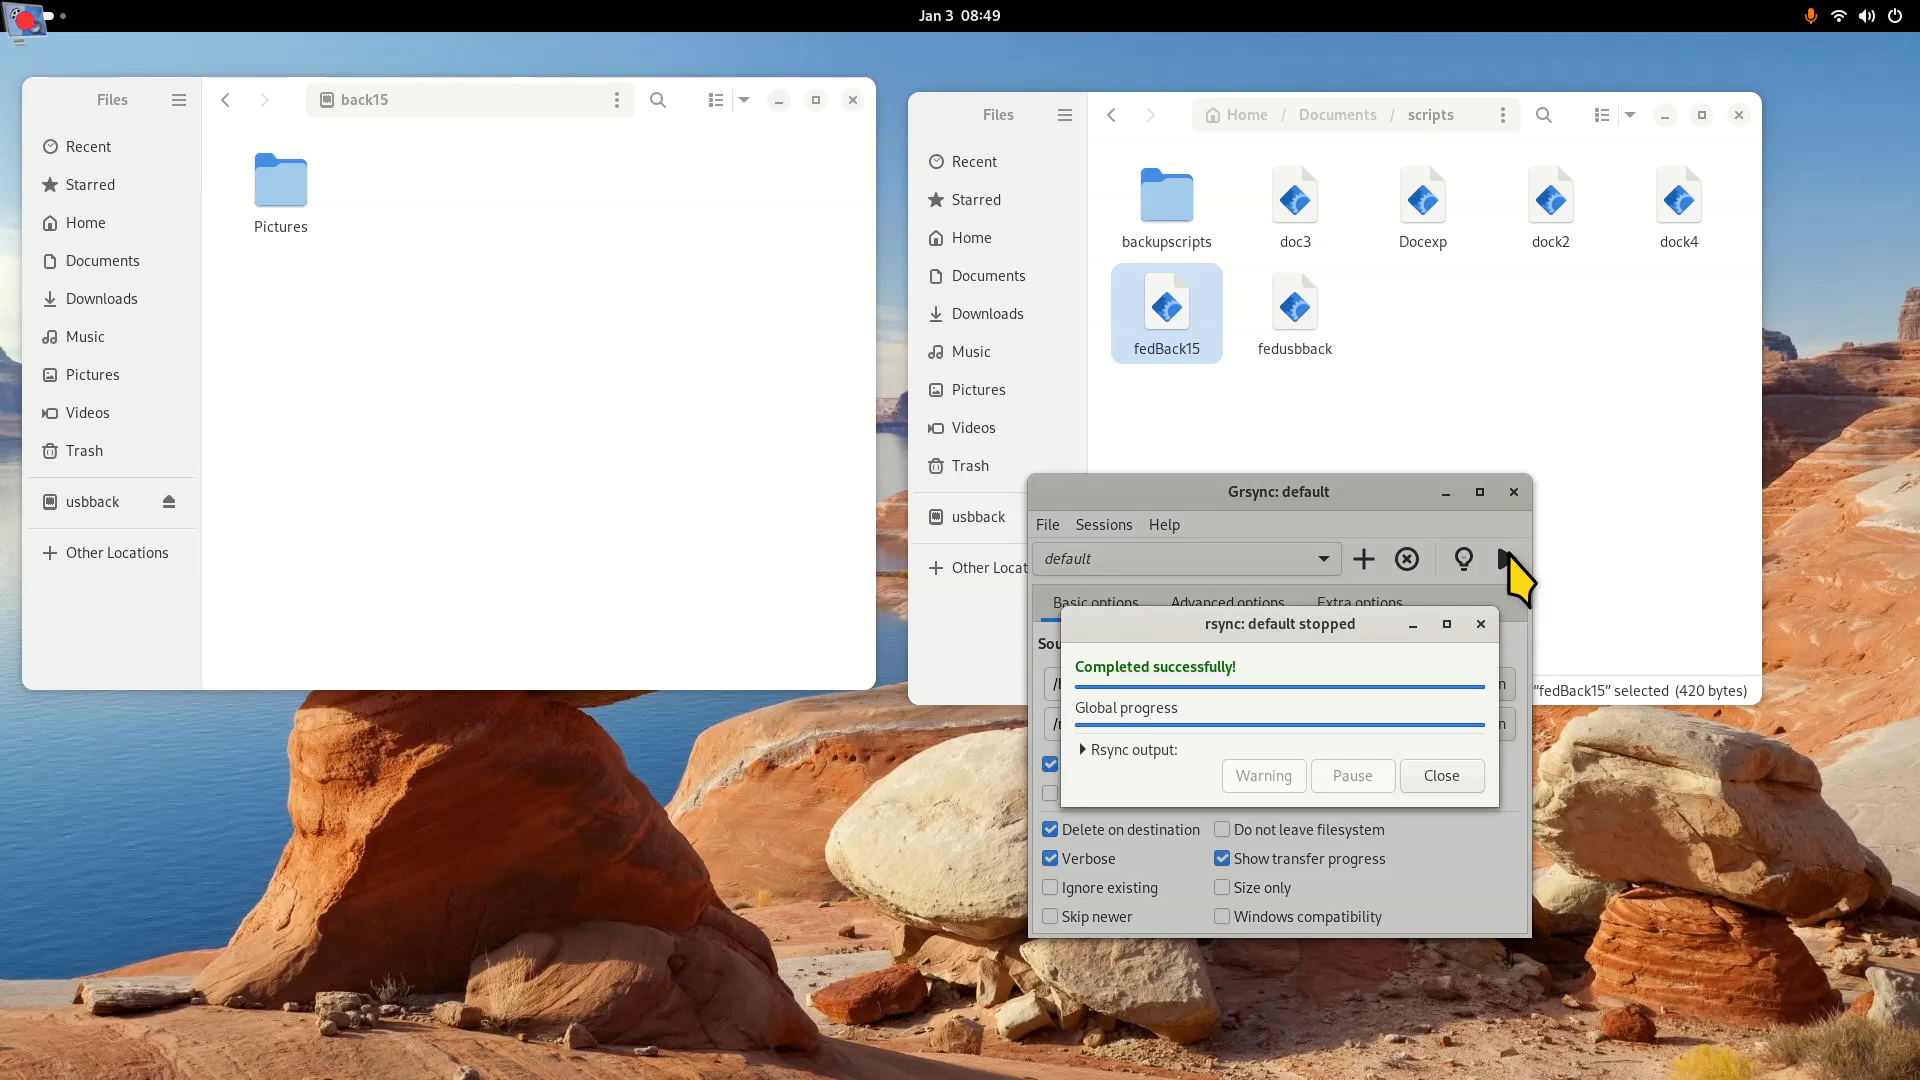 Jan 3 08:49
Files
back15
Recent
Starred
Home
Documents
Downloads
Music
Pictures
Videos
Trash
usbback
Other Locations
Pictures
Files
Home / Documents / scripts
Recent
Starred
Home
Documents
Downloads
Music
Pictures
Videos
Trash
usbback
Other Locat
backupscripts
doc3
Docexp
dock2
dock4
fedBack15
fedusbback
"fedBack15" selected (420 bytes)
Grsync: default
File Sessions Help
default
Basic options Advanced options Extra options
Sou
rsync: default stopped
Completed successfully!
Global progress
Rsync output:
Warning Pause Close
Delete on destination Do not leave filesystem
Verbose Show transfer progress
Ignore existing Size only
Skip newer Windows compatibility